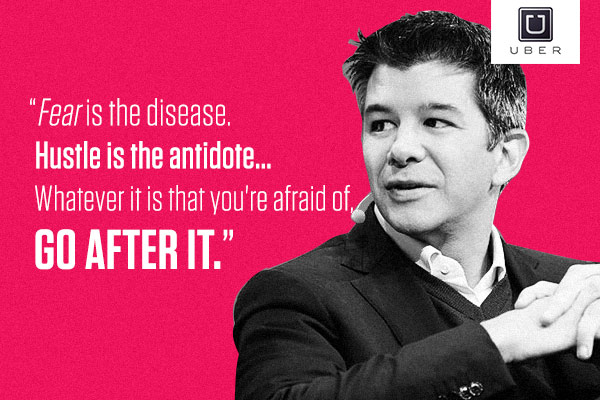 “Fear is the disease.
Hustle is the antidote...
Whatever it is that you're afraid of,
GO AFTER IT.”
U
UBER